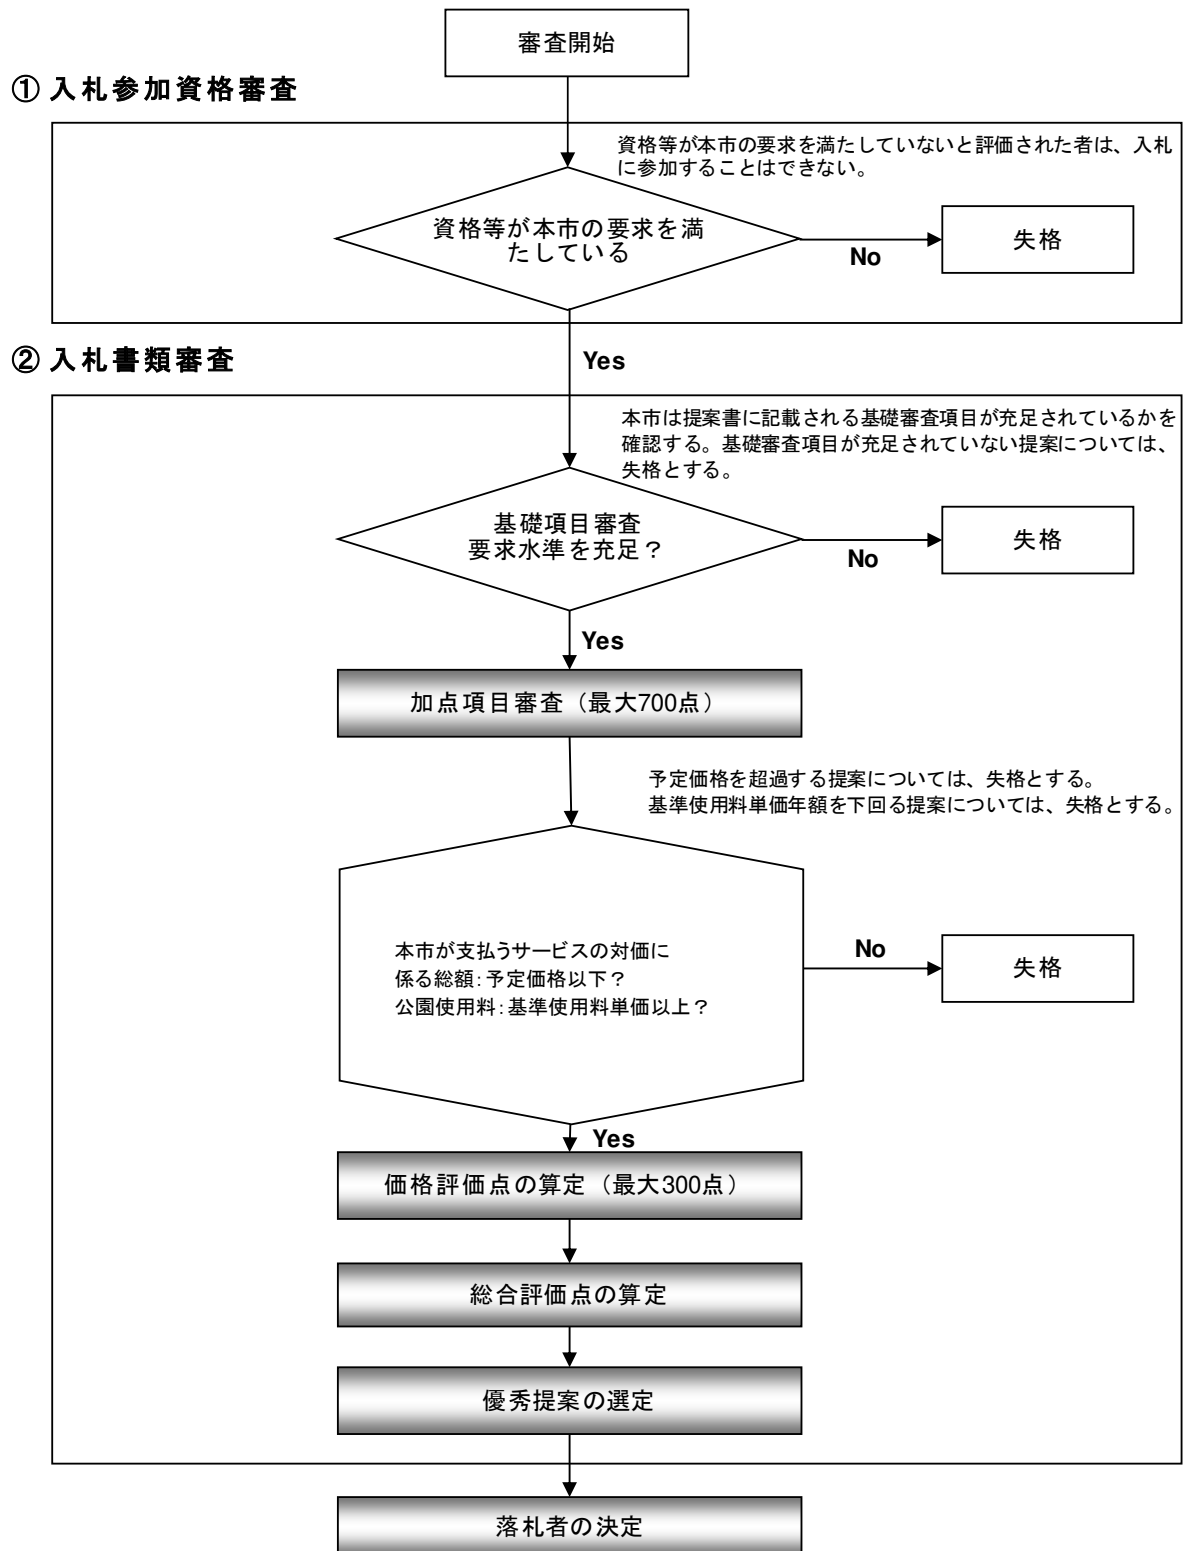 審査開始
① 入札参加資格審査
資格等が本市の要求を満たしていないと評価された者は、入札
に参加することはできない。
資格等が本市の要求を満
たしている
No
失格
② 入札書類審査
Yes
本市は提案書に記載される基礎審査項目が充足されているかを
確認する。基礎審査項目が充足されていない提案については、
失格とする。
基礎項目審査
要求水準を充足？
No
失格
Yes
加点項目審査（最大700点）
予定価格を超過する提案については、失格とする。
基準使用料単価年額を下回る提案については、失格とする。
本市が支払うサービスの対価に
係る総額：予定価格以下？
公園使用料：基準使用料単価以上？
No
失格
Yes
価格評価点の算定（最大300点）
総合評価点の算定
優秀提案の選定
落札者の決定